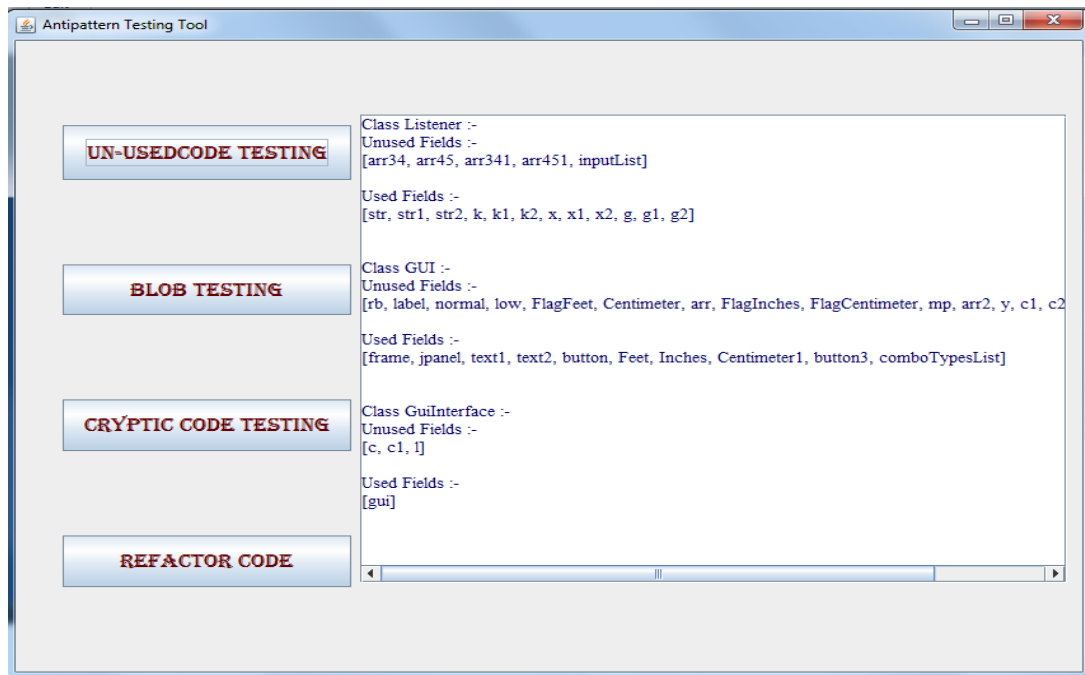 Antipattern Testing Tool
UN-USEDCODE TESTING
BLOB TESTING
CRYPTIC CODE TESTING
REFACTOR CODE
Class Listener :-
Unused Fields :-
[arr34, arr45, arr341, arr451, inputList]
Used Fields :-
[str, str1, str2, k, k1, k2, x, x1, x2, g, g1, g2]
Class GUI :-
Unused Fields :-
[rb, label, normal, low, FlagFeet, Centimeter, arr, FlagInches, FlagCentimeter, mp, arr2, y, c1, c2
Used Fields :-
[frame, jpanel, text1, text2, button, Feet, Inches, Centimeter1, button3, comboTypesList]
Class GuiInterface :-
Unused Fields :-
[c, c1, l]
Used Fields :-
[gui]